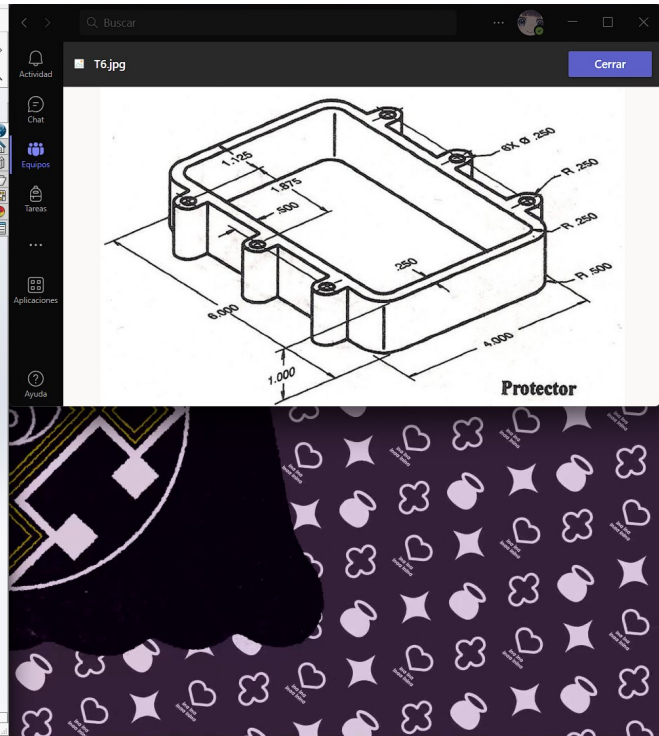 Buscar
T6.jpg
Cerrar
Actividad
Chat
Equipos
Tareas
Aplicaciones
Ayuda
6X Ø .250
R .250
R .250
R .500
1.125
1.875
.500
.250
6.000
4.000
1.000
Protector